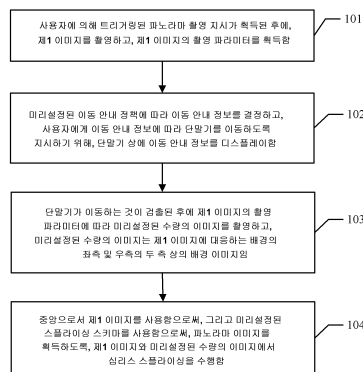 사용자에 의해 트리거링된 파노라마 촬영 지시가 획득된 후에,
제1 이미지를 촬영하고, 제1 이미지의 촬영 파라미터를 획득함
101
미리설정된 이동 안내 정책에 따라 이동 안내 정보를 결정하고,
사용자에게 이동 안내 정보에 따라 단말기를 이동하도록
지시하기 위해, 단말기 상에 이동 안내 정보를 디스플레이함
102
단말기가 이동하는 것이 검출된 후에 제1 이미지의 촬영
파라미터에 따라 미리설정된 수량의 이미지를 촬영하고,
미리설정된 수량의 이미지는 제1 이미지에 대응하는 배경의
좌측 및 우측의 두 측 상의 배경 이미지임
103
중앙으로서 제1 이미지를 사용함으로써, 그리고 미리설정된
스플라이싱 스키마를 사용함으로써, 파노라마 이미지를
획득하도록, 제1 이미지와 미리설정된 수량의 이미지에서
심리스 스플라이싱을 수행함
104